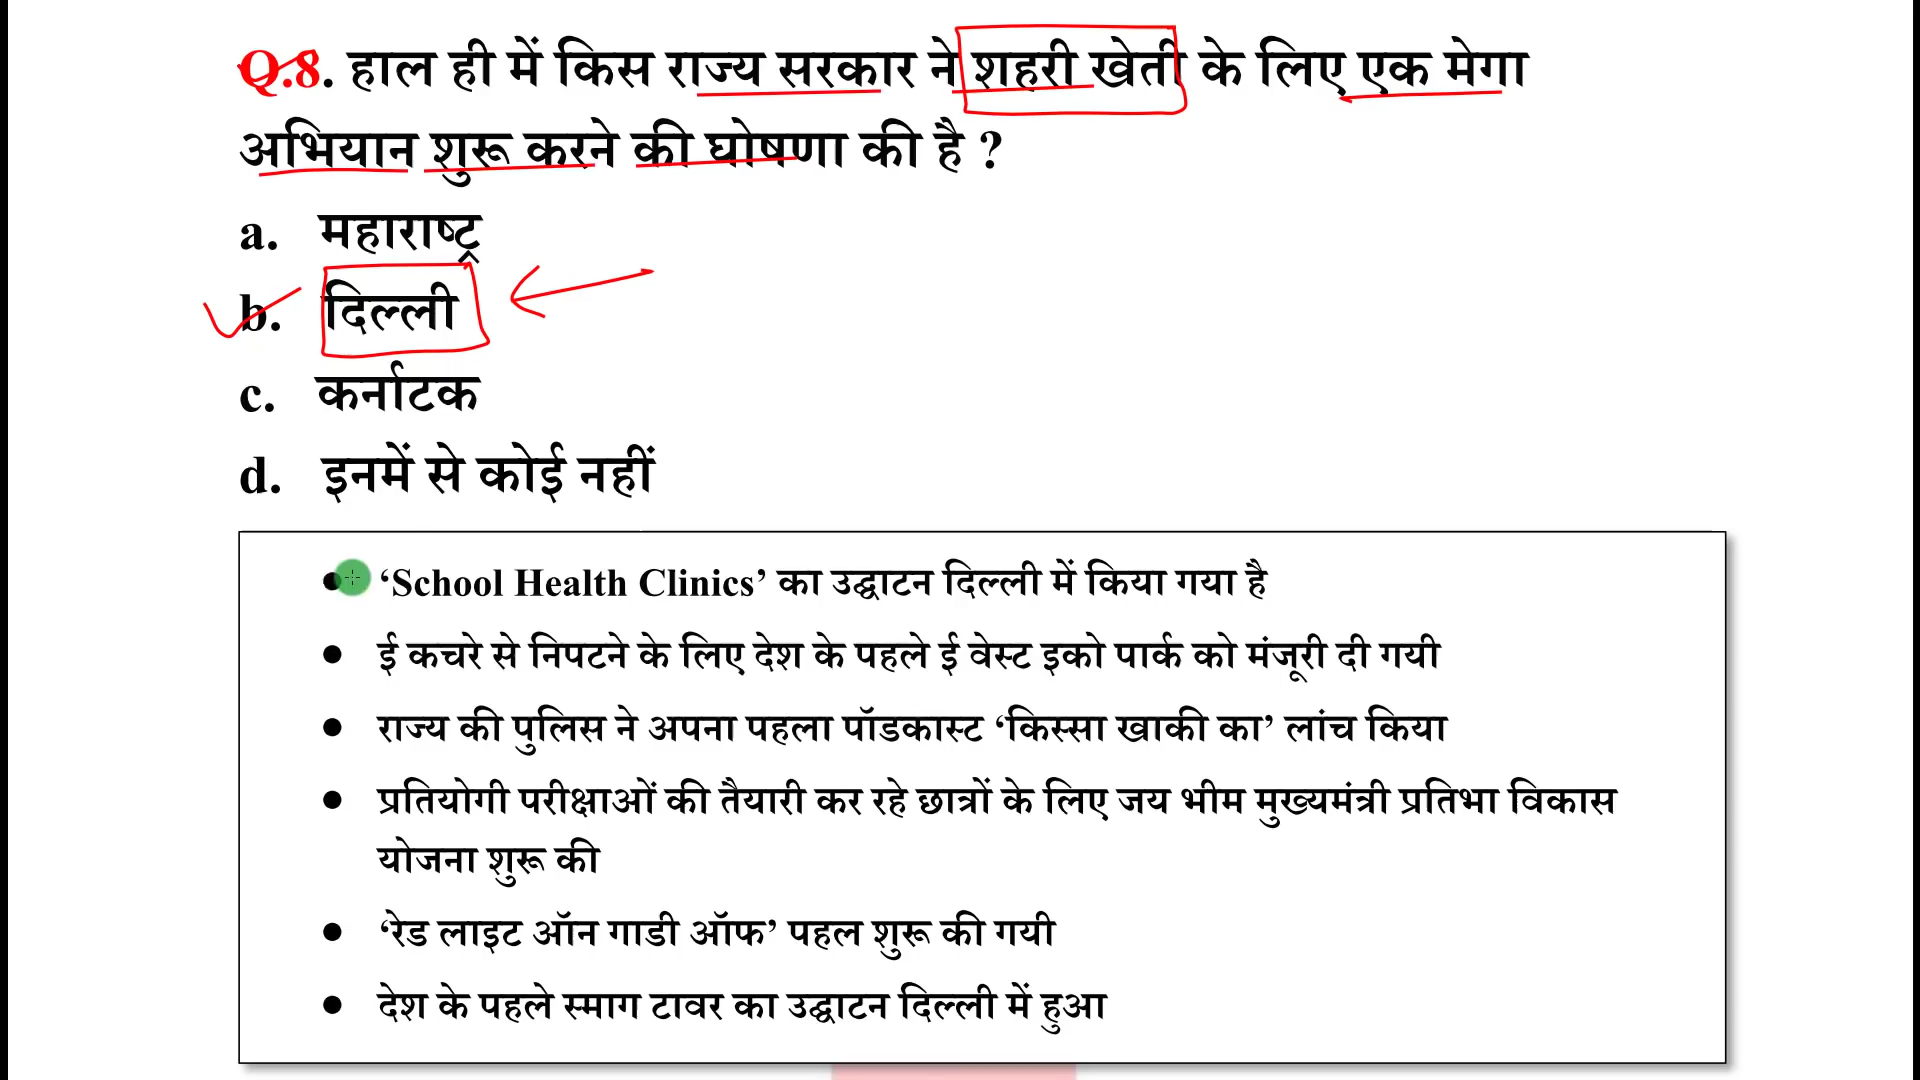 Q.8. हाल ही में किस राज्य सरकार ने शहरी खेती के लिए एक मेगा
अभियान शुरू करने की घोषणा की है ?
a. महाराष्ट्र
b. दिल्ली
c. कर्नाटक
d. इनमें से कोई नहीं
• ‘School Health Clinics’ का उद्घाटन दिल्ली में किया गया है
• ई कचरे से निपटने के लिए देश के पहले ई वेस्ट इको पार्क को मंजूरी दी गयी
• राज्य की पुलिस ने अपना पहला पॉडकास्ट ‘किस्सा खाकी का’ लांच किया
• प्रतियोगी परीक्षाओं की तैयारी कर रहे छात्रों के लिए जय भीम मुख्यमंत्री प्रतिभा विकास
योजना शुरू की
• ‘रेड लाइट ऑन गाडी ऑफ’ पहल शुरू की गयी
• देश के पहले स्माग टावर का उद्घाटन दिल्ली में हुआ